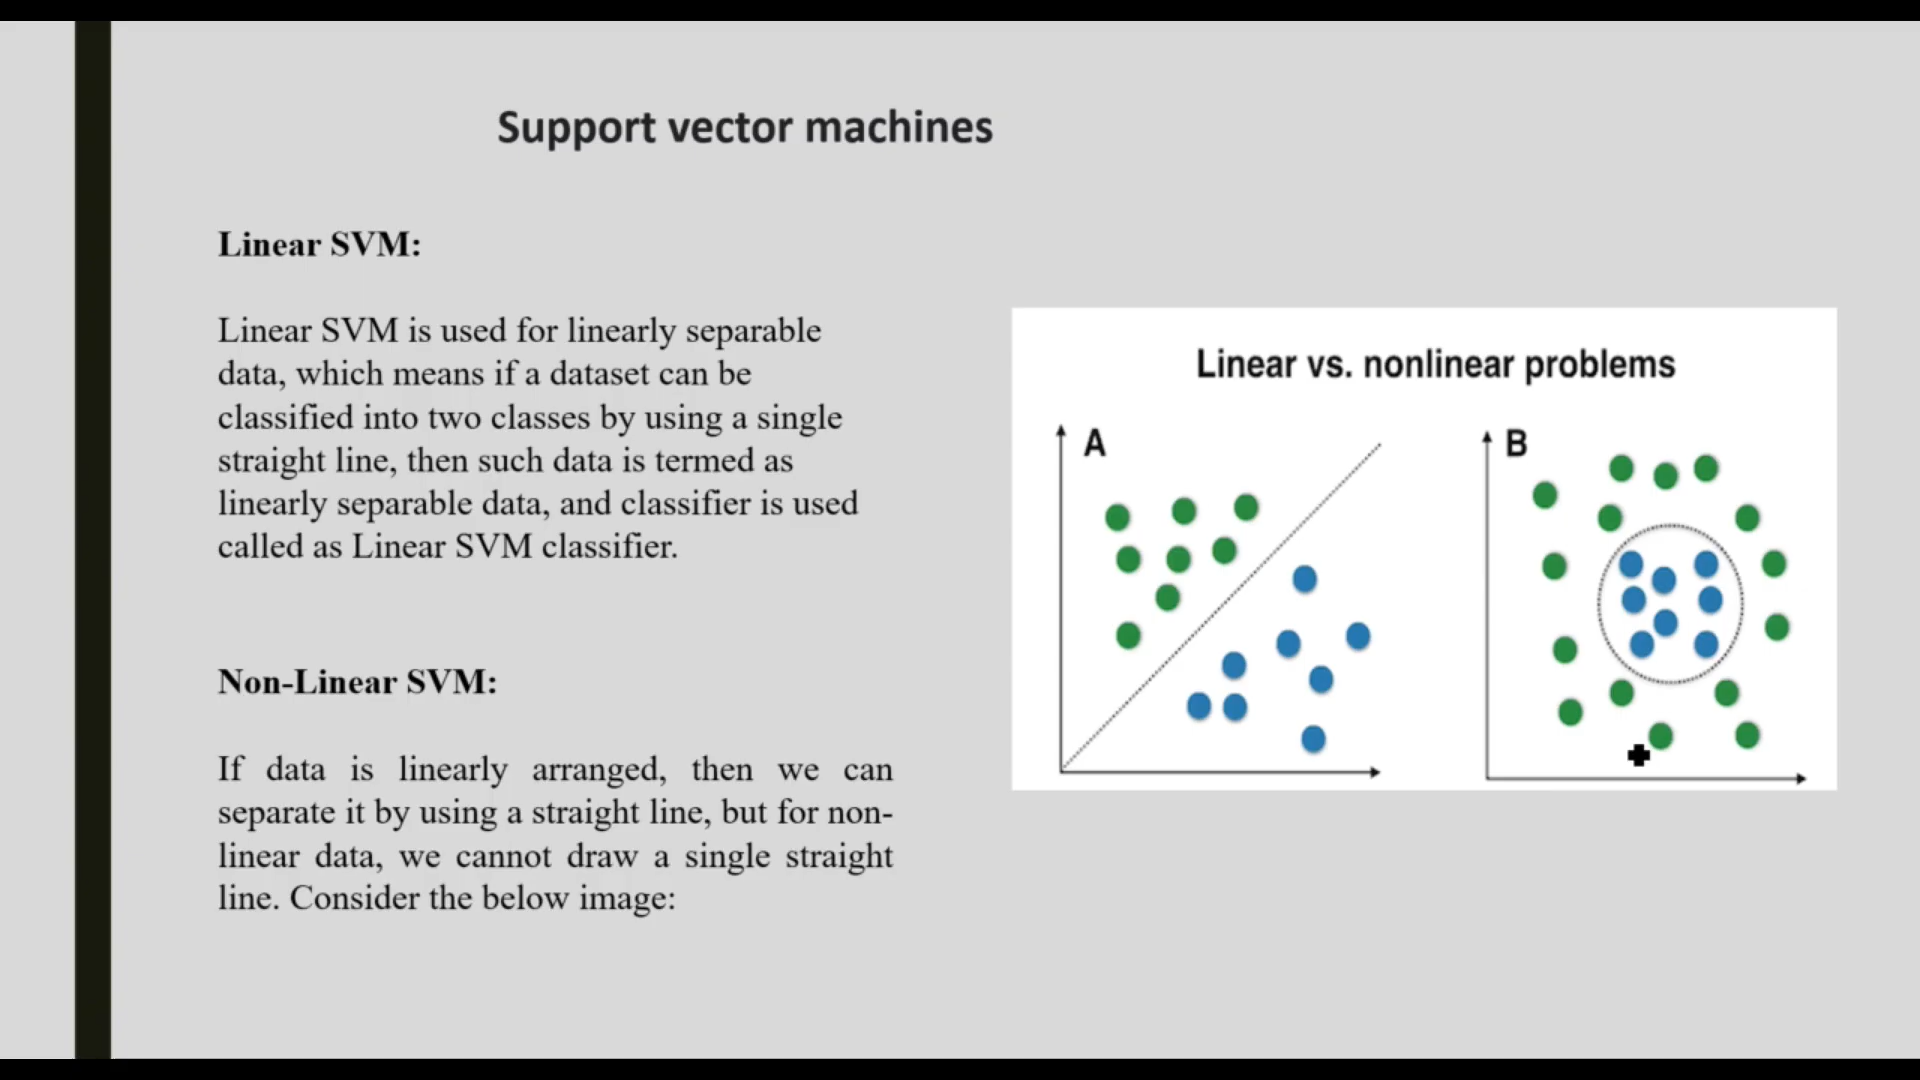 Support vector machines
Linear SVM:
Linear SVM is used for linearly separable
data, which means if a dataset can be
classified into two classes by using a single
straight line, then such data is termed as
linearly separable data, and classifier is used
called as Linear SVM classifier.
Non-Linear SVM:
If data is linearly arranged, then we can
separate it by using a straight line, but for non-
linear data, we cannot draw a single straight
line. Consider the below image:
Linear vs. nonlinear problems
A
B